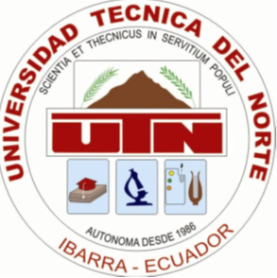 UNIVERSIDAD TECNICA DEL NORTE
SCIENTIA ET THECNICUS IN SERVITIUM POPULI
UTN
AUTONOMA DESDE 1986
IBARRA - ECUADOR